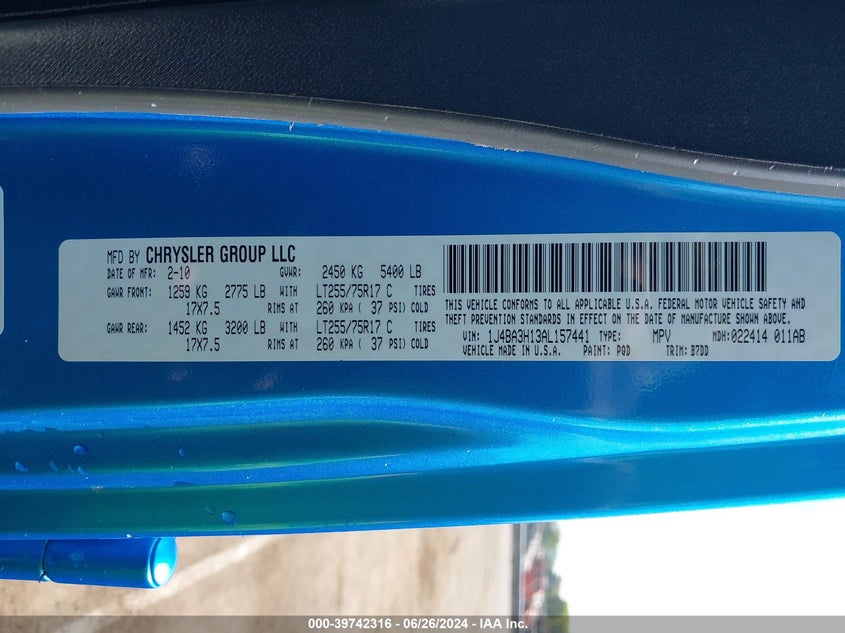 MFD BY CHRYSLER GROUP LLC
DATE OF MFR: 2-10 GVWR: 2450 KG 5400 LB
GAWR FRONT: 1259 KG 2775 LB WITH LT255/75R17 C TIRES
17X7.5 RIMS AT 260 KPA ( 37 PSI) COLD
GAWR REAR: 1452 KG 3200 LB WITH LT255/75R17 C TIRES
17X7.5 RIMS AT 260 KPA ( 37 PSI) COLD
THIS VEHICLE CONFORMS TO ALL APPLICABLE U.S.A. FEDERAL MOTOR VEHICLE SAFETY AND
THEFT PREVENTION STANDARDS IN EFFECT ON THE DATE OF MANUFACTURE SHOWN ABOVE.
VIN: 1J4BA3H13AL157441 TYPE: MPV MDH: 022414 011AB
VEHICLE MADE IN U.S.A. PAINT: PQD TRIM: B7DD
000-39742316 | 06/26/2024 | IAA Inc.